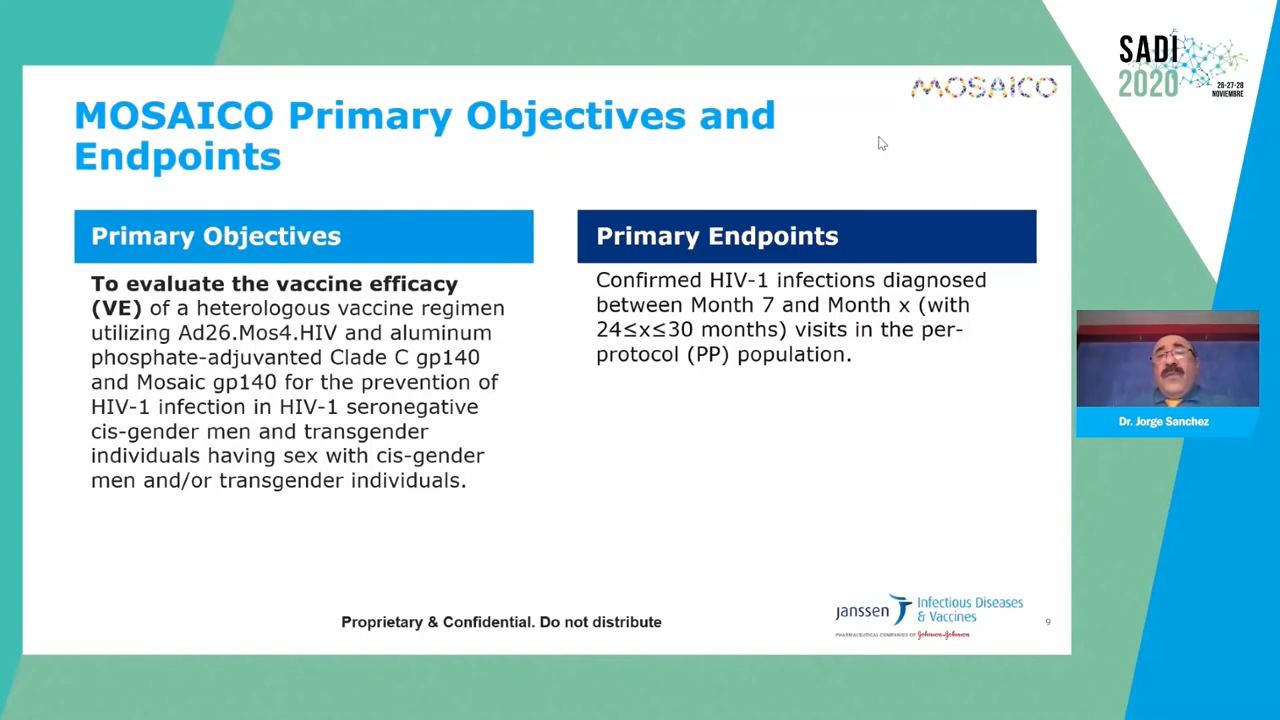 SADI
2020
26-27-28
NOVIEMBRE
MOSAICO
MOSAICO Primary Objectives and
Endpoints
Primary Objectives
To evaluate the vaccine efficacy
(VE) of a heterologous vaccine regimen
utilizing Ad26.Mos4.HIV and aluminum
phosphate-adjuvanted Clade C gp140
and Mosaic gp140 for the prevention of
HIV-1 infection in HIV-1 seronegative
cis-gender men and transgender
individuals having sex with cis-gender
men and/or transgender individuals.
Primary Endpoints
Confirmed HIV-1 infections diagnosed
between Month 7 and Month x (with
24≤x≤30 months) visits in the per-
protocol (PP) population.
Dr. Jorge Sanchez
Proprietary & Confidential. Do not distribute
janssen
Infectious Diseases
& Vaccines
PHARMACEUTICAL COMPANIES OF Johnson-Johnson
9